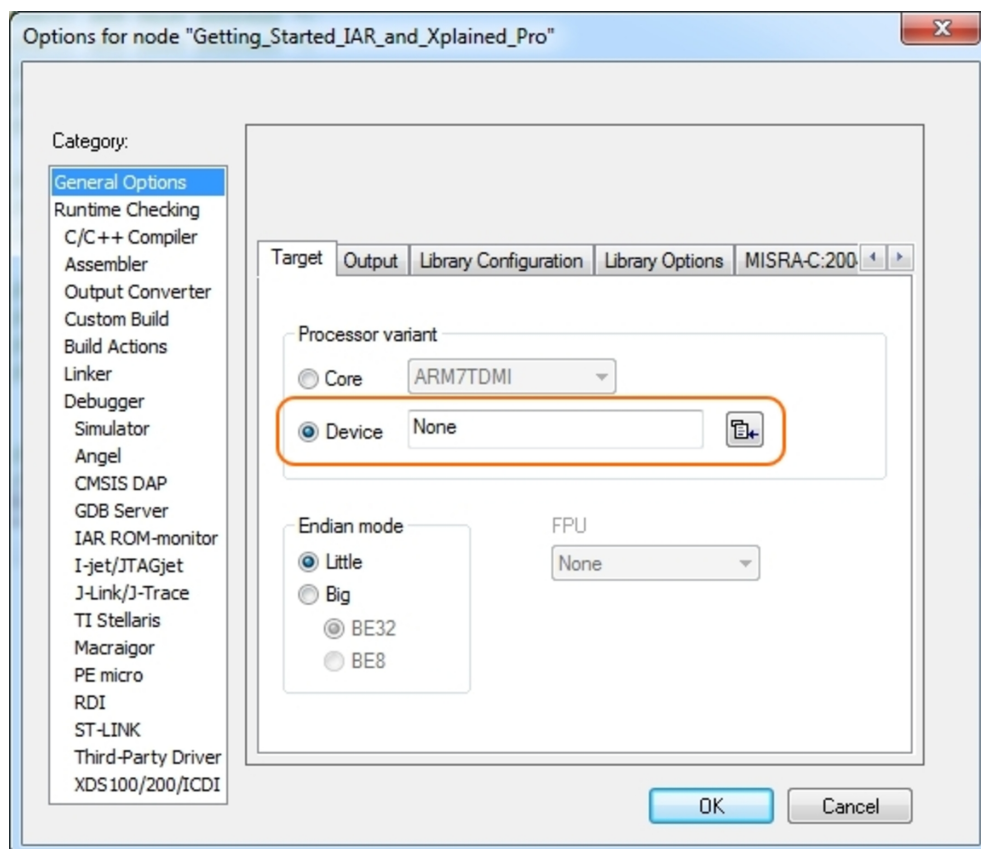 Options for node "Getting_Started_IAR_and_Xplained_Pro"
Category:
General Options
Runtime Checking
C/C++ Compiler
Assembler
Output Converter
Custom Build
Build Actions
Linker
Debugger
Simulator
Angel
CMSIS DAP
GDB Server
IAR ROM-monitor
I-jet/JTAGjet
J-Link/J-Trace
TI Stellaris
Macraigor
PE micro
RDI
ST-LINK
Third-Party Driver
XDS100/200/ICDI
Target Output Library Configuration Library Options MISRA-C:200
Processor variant
Core ARM7TDMI
Device None
Endian mode
Little
Big
BE32
BE8
FPU
None
OK Cancel